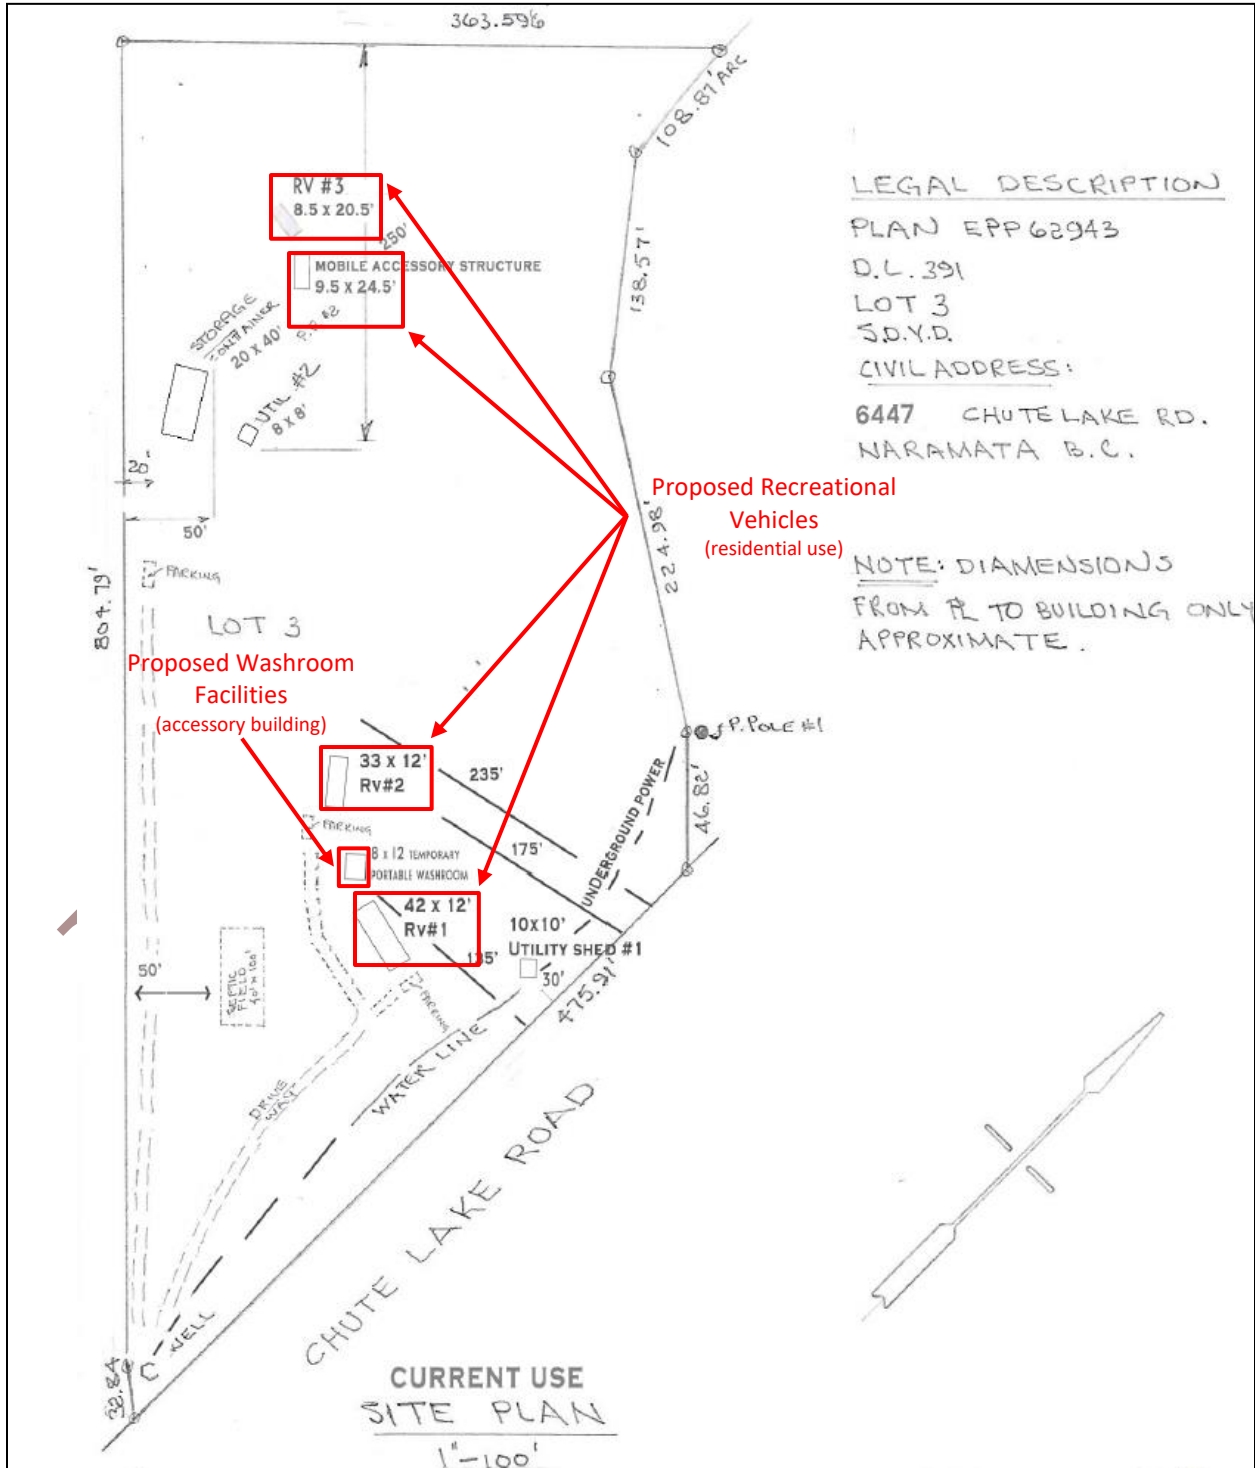 363.596
108.87' ARC
RV #3
8.5 x 20.5'
250'
MOBILE ACCESSORY STRUCTURE
9.5 x 24.5'
STORAGE
CONTAINER
20 x 40'
P.P. #2
UTIL #2
8 x 8'
138.57'
LEGAL DESCRIPTION
PLAN EPP62943
D.L. 391
LOT 3
S.D.Y.D.
CIVIL ADDRESS:
6447 CHUTE LAKE RD.
NARAMATA B.C.
20'
50'
Proposed Recreational
Vehicles
(residential use)
224.98'
NOTE: DIAMENSIONS
FROM PL TO BUILDING ONLY
APPROXIMATE.
PARKING
804.79'
LOT 3
Proposed Washroom
Facilities
(accessory building)
P.POLE #1
33 x 12'
Rv#2
235'
UNDERGROUND POWER
46.82'
PARKING
8 x 12 TEMPORARY
PORTABLE WASHROOM
175'
42 x 12'
Rv#1
135'
10x10'
UTILITY SHED #1
30'
475.91'
50'
SEPTIC
FIELD
40' x 100'
PARKING
WATER LINE
DRIVE
WAY
CHUTE LAKE ROAD
WELL
32.84
CURRENT USE
SITE PLAN
1"-100'